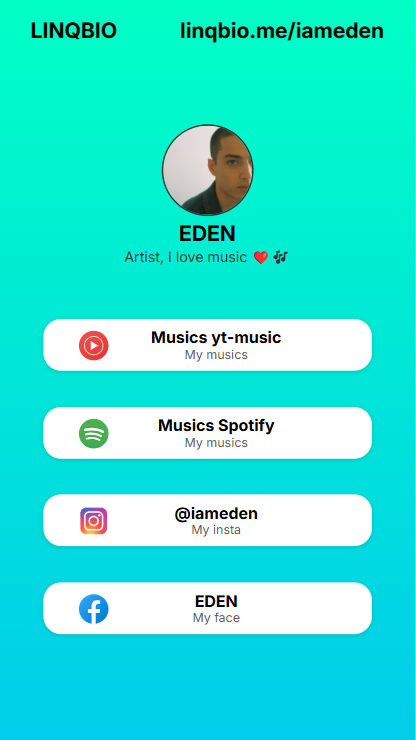 LINQBIO linqbio.me/iameden
EDEN
Artist, I love music ❤️ 🎶
Musics yt-music
My musics
Musics Spotify
My musics
@iameden
My insta
EDEN
My face